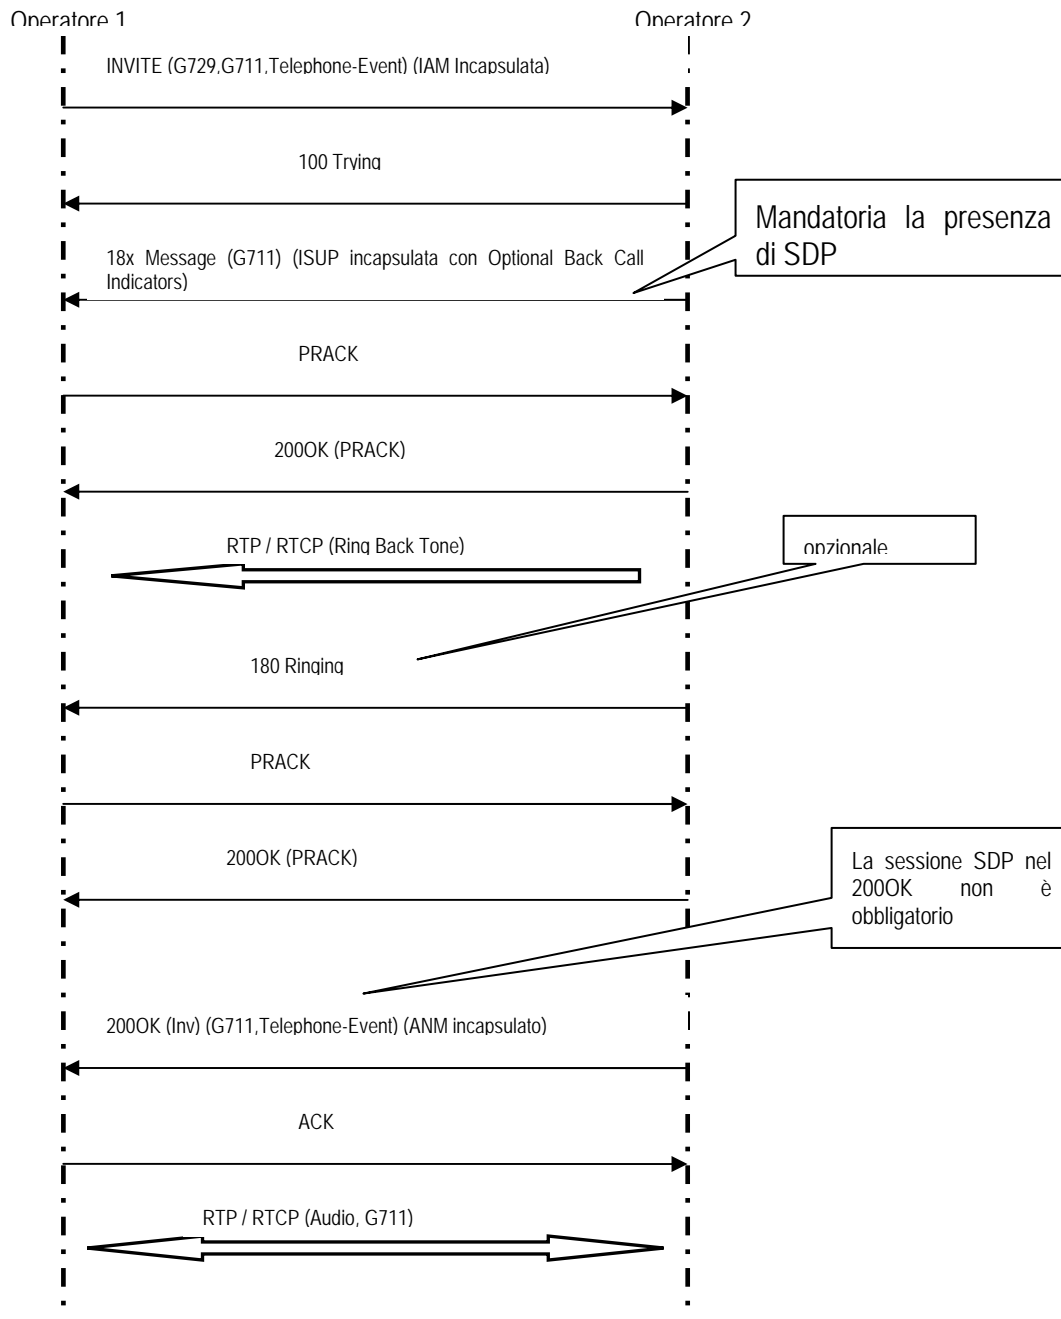 Operatore 1
Operatore 2
INVITE (G729,G711,Telephone-Event) (IAM Incapsulata)
100 Trying
Mandatoria la presenza
di SDP
18x Message (G711) (ISUP incapsulata con Optional Back Call
Indicators)
PRACK
200OK (PRACK)
RTP / RTCP (Ring Back Tone)
opzionale
180 Ringing
PRACK
200OK (PRACK)
La sessione SDP nel
200OK non è
obbligatorio
200OK (Inv) (G711,Telephone-Event) (ANM incapsulato)
ACK
RTP / RTCP (Audio, G711)